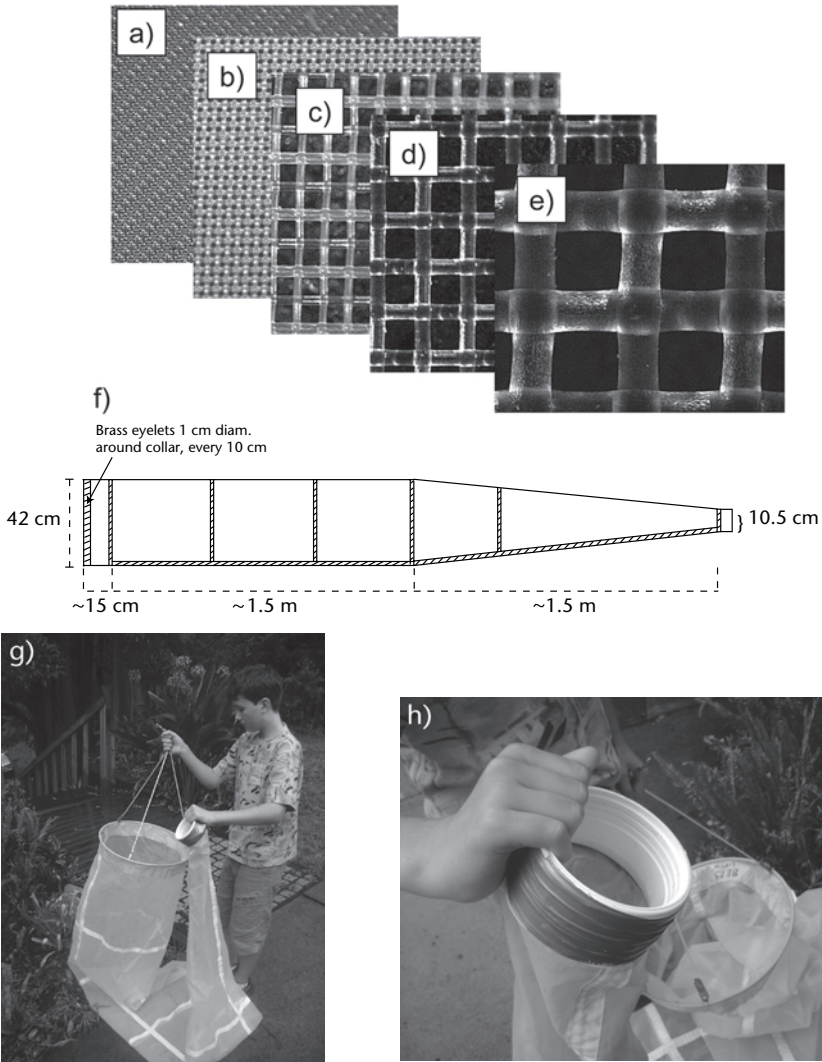 a)
b)
c)
d)
e)
f)
Brass eyelets 1 cm diam.
around collar, every 10 cm
42 cm
10.5 cm
~15 cm
~1.5 m
~1.5 m
g)
h)